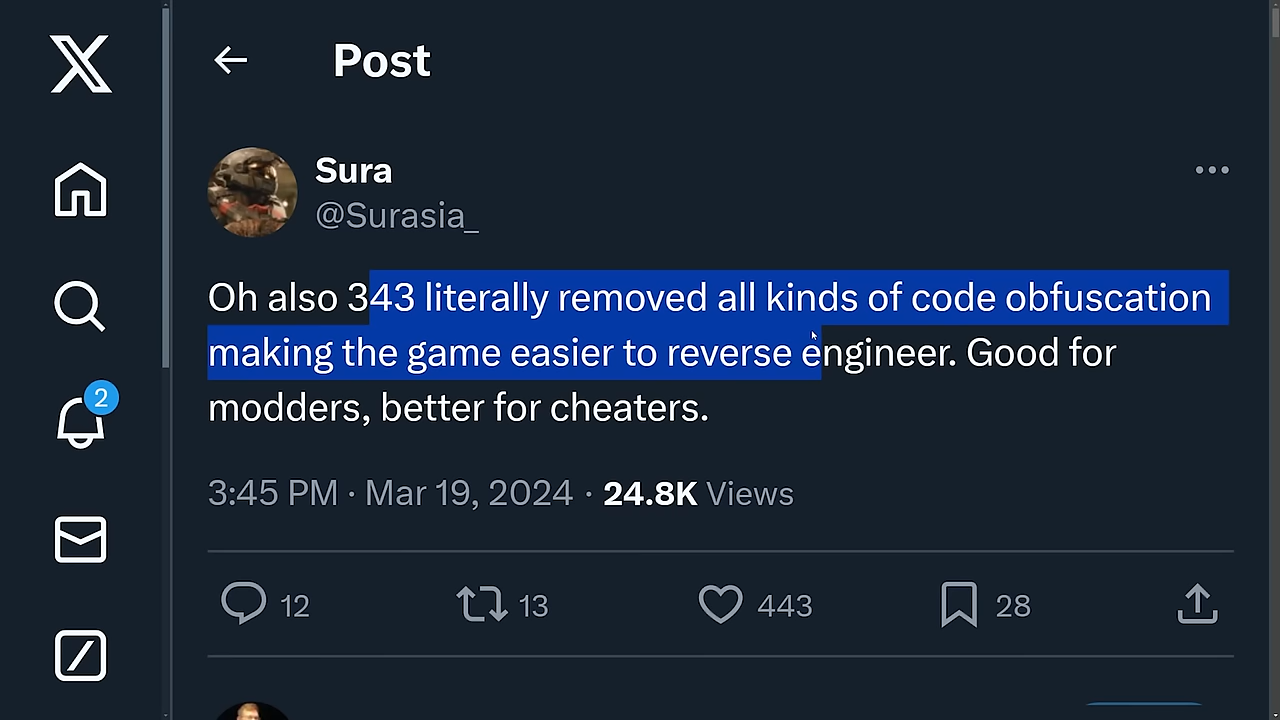 Post
Sura
@Surasia_
Oh also 343 literally removed all kinds of code obfuscation
making the game easier to reverse engineer. Good for
modders, better for cheaters.
3:45 PM · Mar 19, 2024 · 24.8K Views
2
12
13
443
28